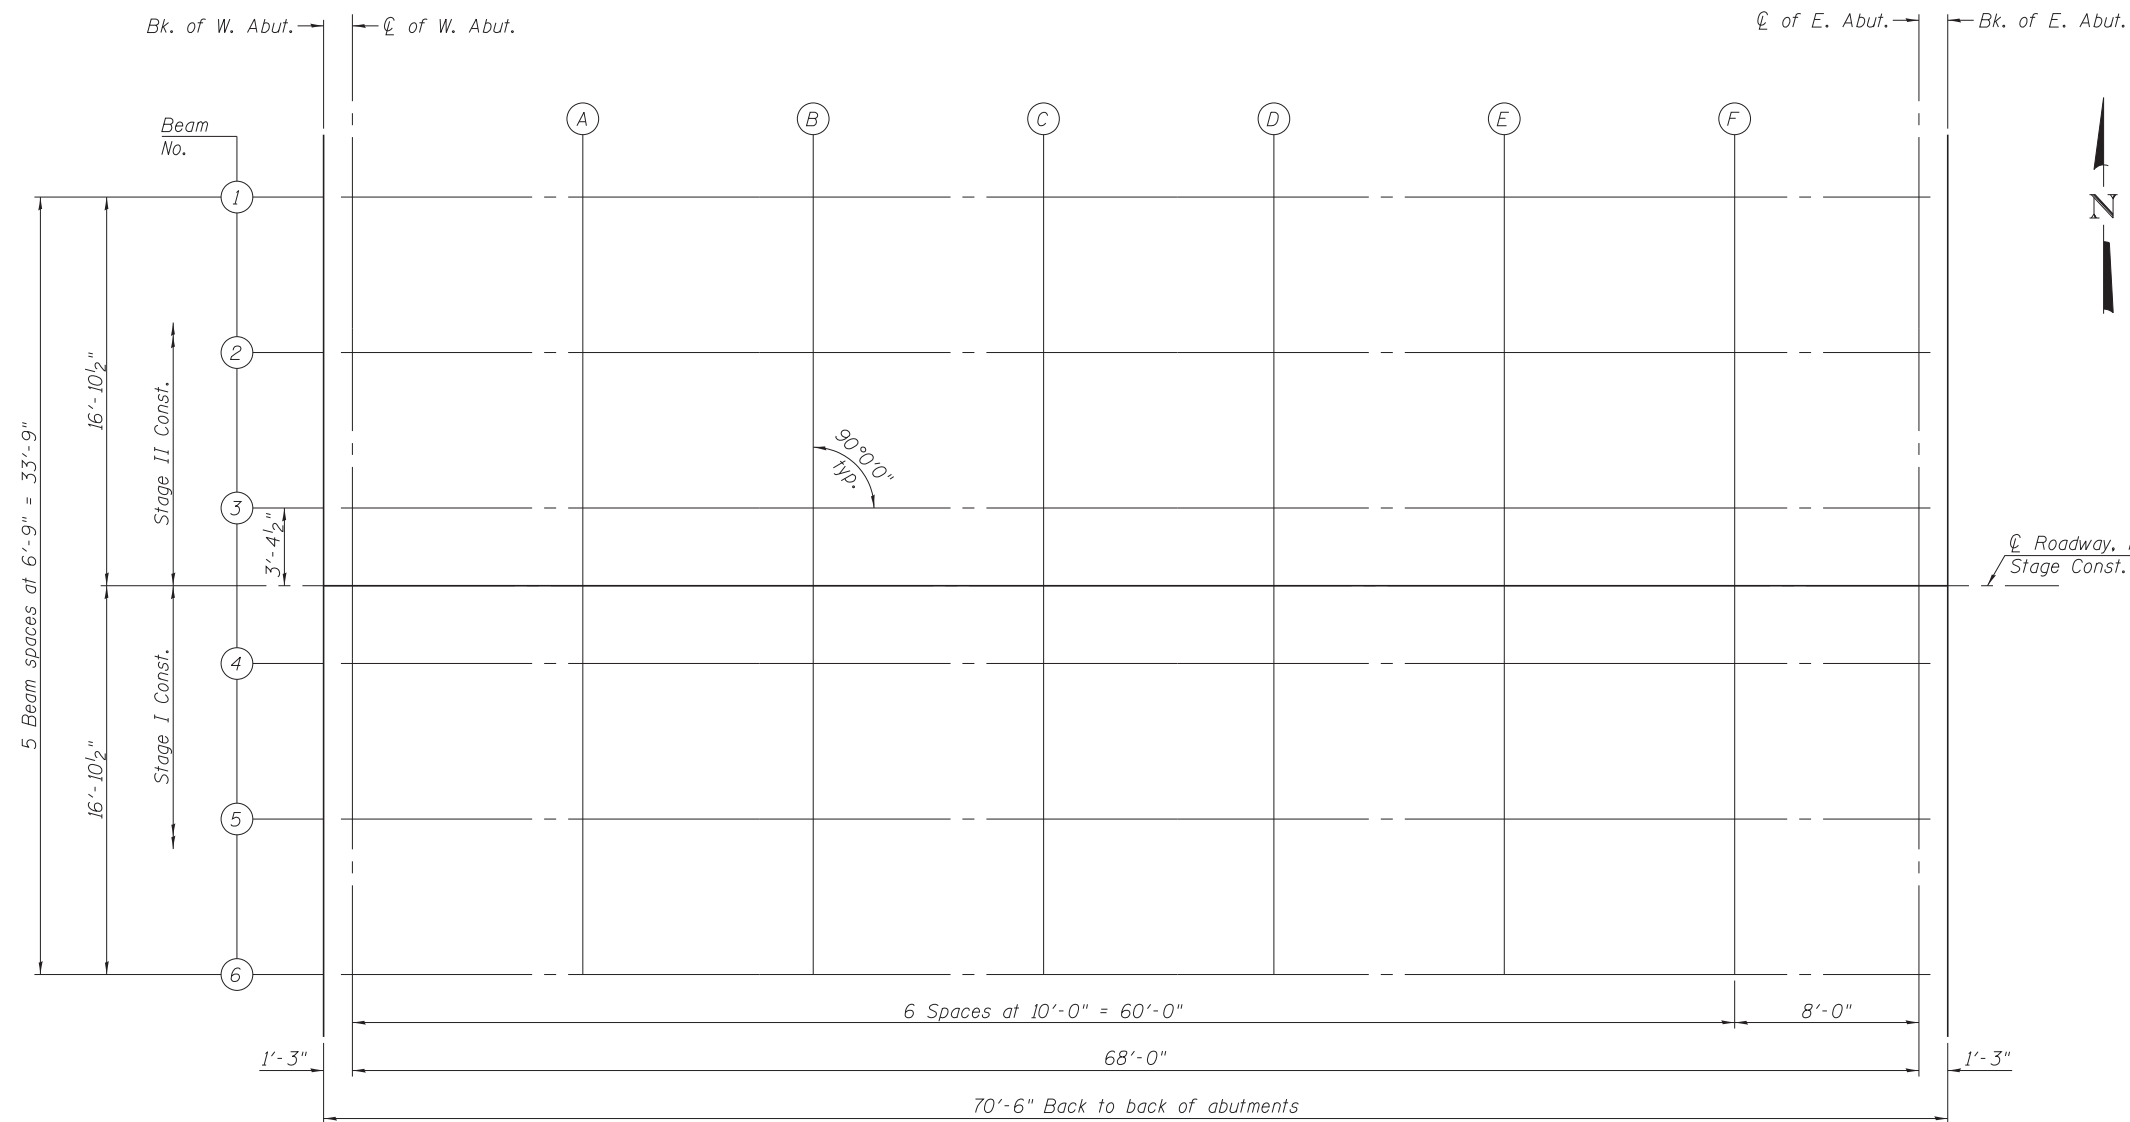 Bk. of W. Abut.
℄ of W. Abut.
℄ of E. Abut.
Bk. of E. Abut.
Beam
No.
A
B
C
D
E
F
N
1
2
3
4
5
6
5 Beam spaces at 6'-9" = 33'-9"
16'-10½"
16'-10½"
Stage II Const.
Stage I Const.
3'-4½"
90°0'0"
typ.
℄ Roadway,
Stage Const.
6 Spaces at 10'-0" = 60'-0"
8'-0"
1'-3"
68'-0"
1'-3"
70'-6" Back to back of abutments